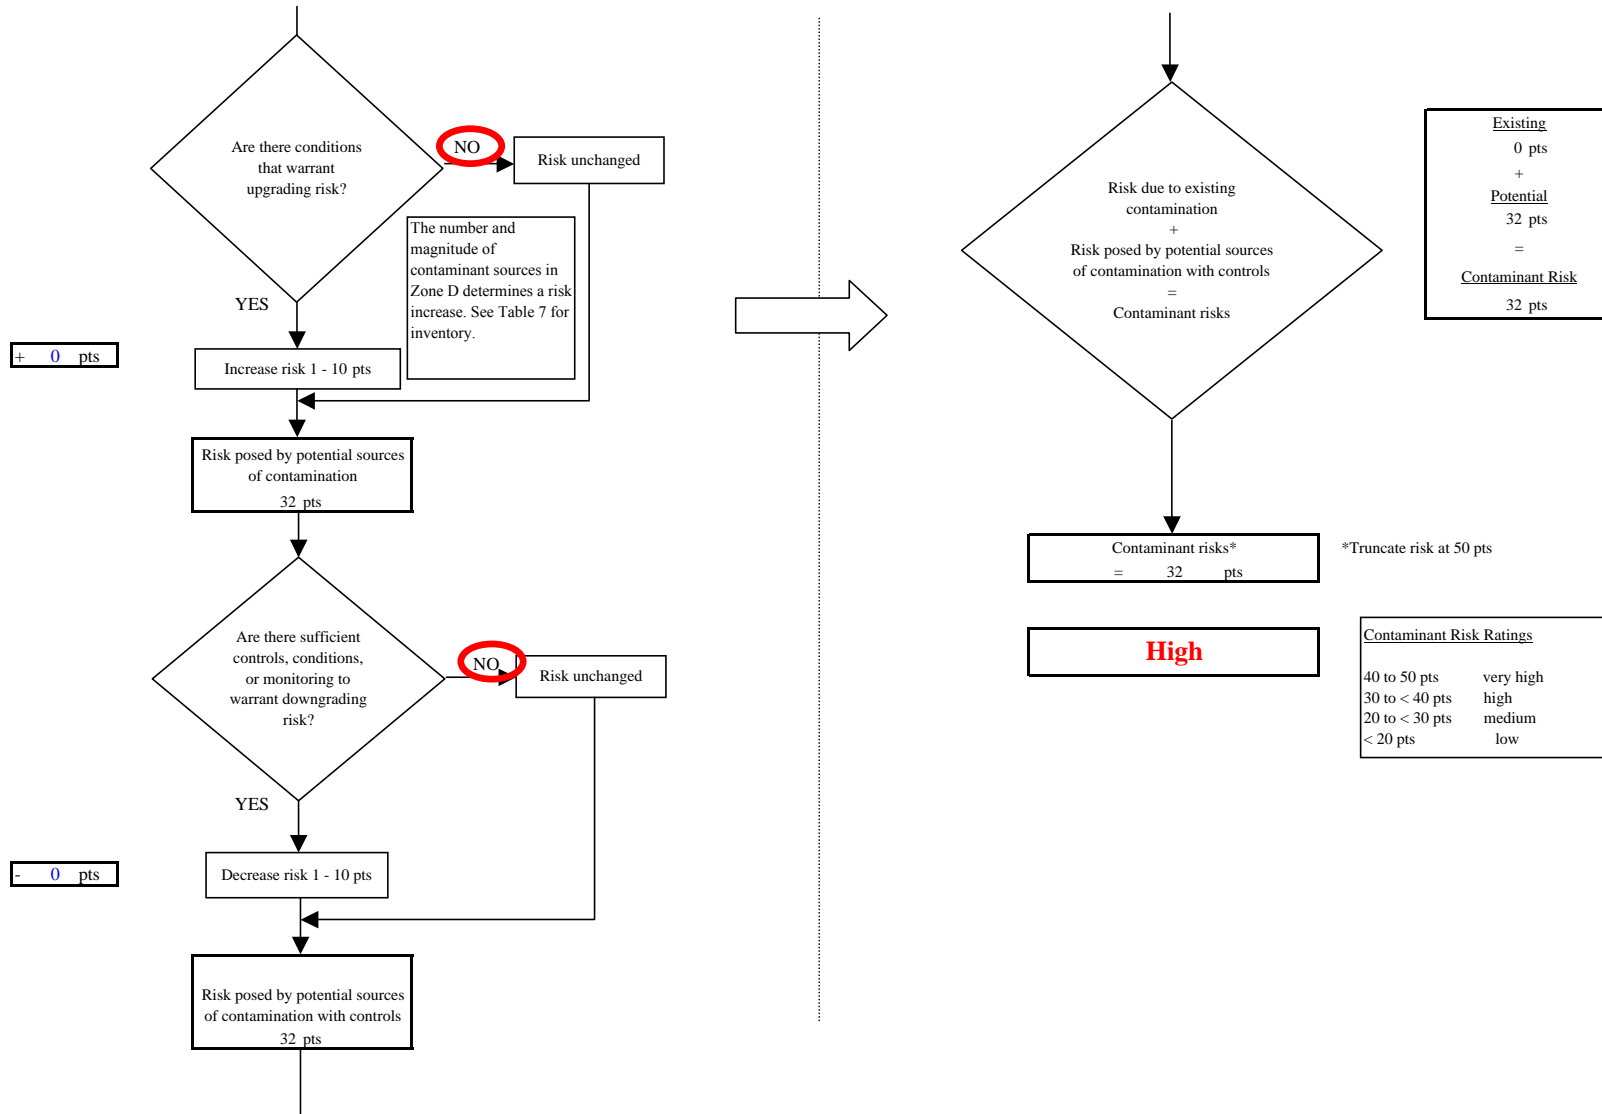 Are there conditions
that warrant
upgrading risk?
NO
Risk unchanged
The number and
magnitude of
contaminant sources in
Zone D determines a risk
increase. See Table 7 for
inventory.
YES
+ 0 pts
Increase risk 1 - 10 pts
Risk posed by potential sources
of contamination
32 pts
Are there sufficient
controls, conditions,
or monitoring to
warrant downgrading
risk?
NO
Risk unchanged
YES
- 0 pts
Decrease risk 1 - 10 pts
Risk posed by potential sources
of contamination with controls
32 pts
Risk due to existing
contamination
+
Risk posed by potential sources
of contamination with controls
=
Contaminant risks
Existing
0 pts
+
Potential
32 pts
=
Contaminant Risk
32 pts
Contaminant risks*
= 32 pts
*Truncate risk at 50 pts
High
Contaminant Risk Ratings
40 to 50 pts very high
30 to < 40 pts high
20 to < 30 pts medium
< 20 pts low